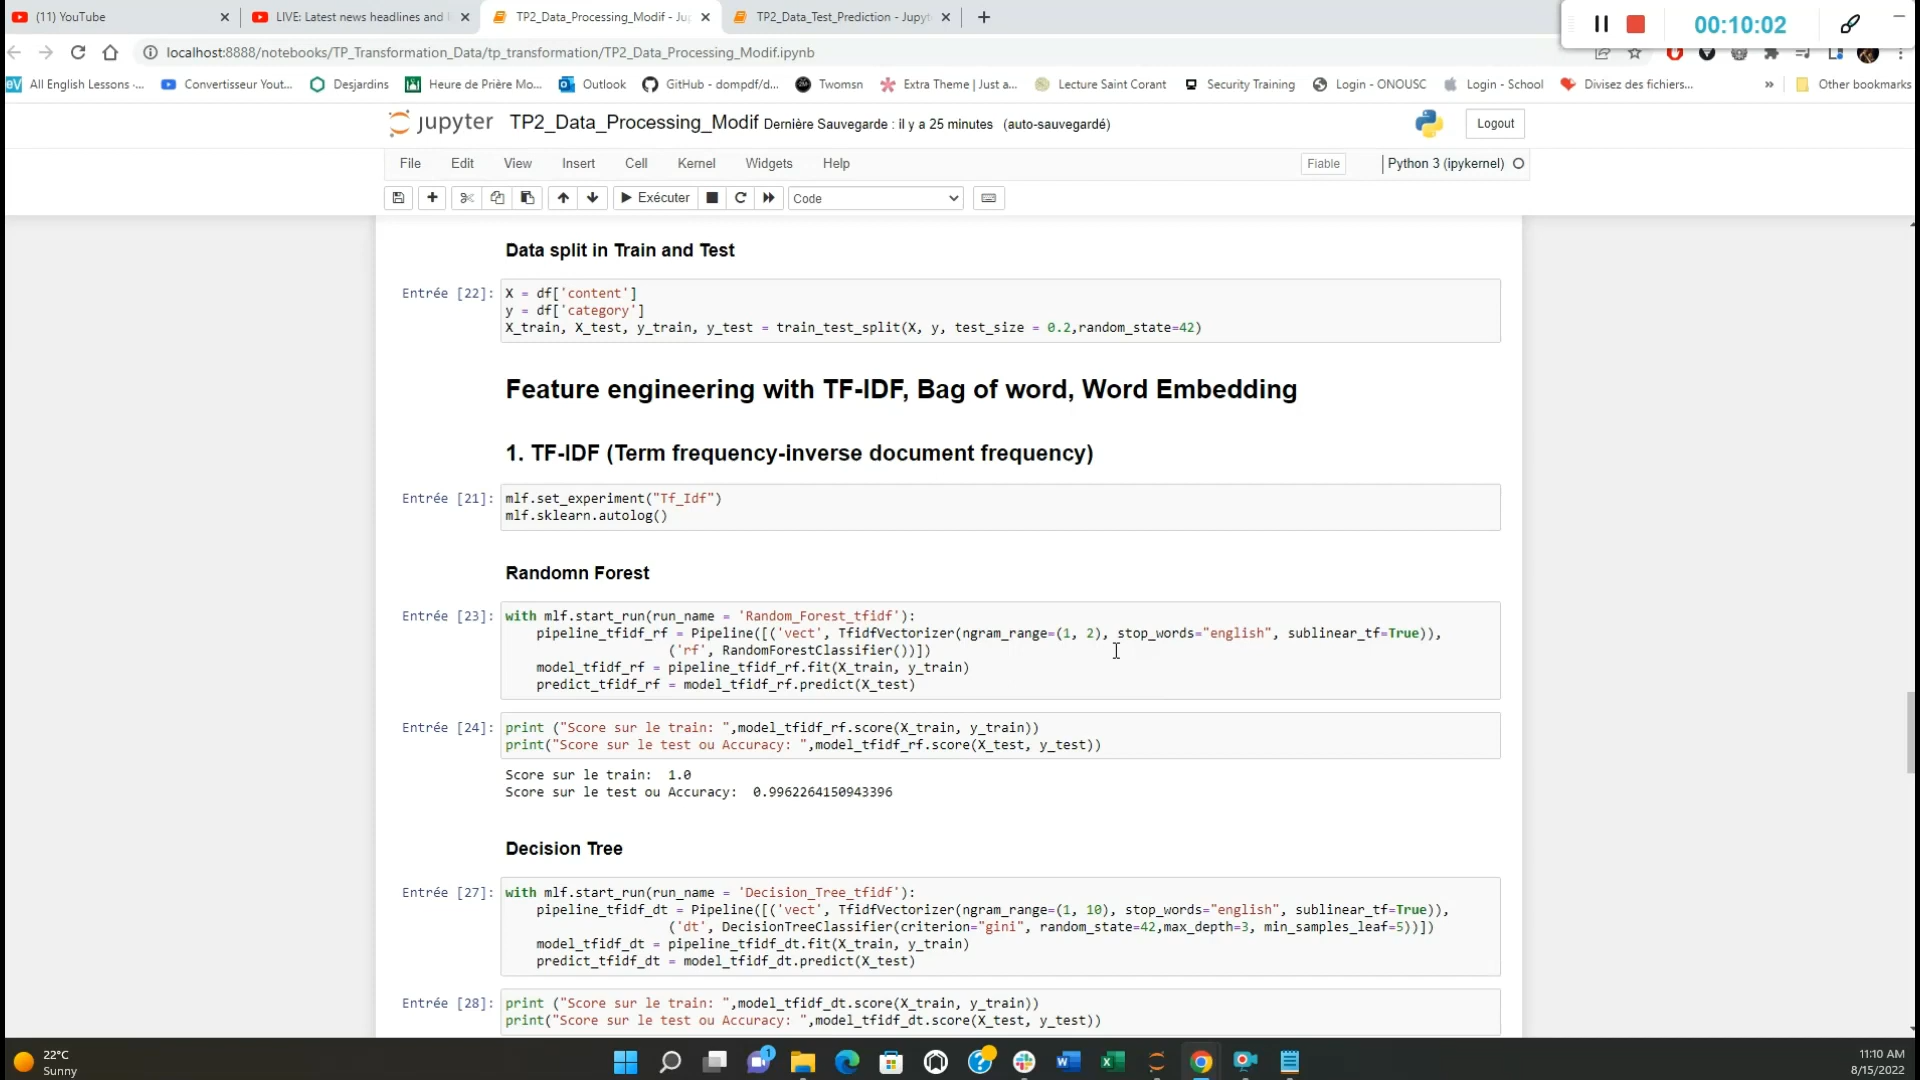 (11) YouTube
LIVE: Latest news headlines and
TP2_Data_Processing_Modif - Ju
TP2_Data_Test_Prediction - Jupyt
00:10:02
localhost:8888/notebooks/TP_Transformation_Data/tp_transformation/TP2_Data_Processing_Modif.ipynb
All English Lessons -... Convertisseur Yout... Desjardins Heure de Prière Mo... Outlook GitHub - dompdf/d... Twomsn Extra Theme | Just a... Lecture Saint Corant Security Training Login - ONOUSC Login - School Divisez des fichiers... » Other bookmarks
jupyter TP2_Data_Processing_Modif Dernière Sauvegarde : il y a 25 minutes (auto-sauvegardé) Logout
File Edit View Insert Cell Kernel Widgets Help Fiable Python 3 (ipykernel)
Exécuter Code
Data split in Train and Test
Entrée [22]: X = df['content']
y = df['category']
X_train, X_test, y_train, y_test = train_test_split(X, y, test_size = 0.2,random_state=42)
Feature engineering with TF-IDF, Bag of word, Word Embedding
1. TF-IDF (Term frequency-inverse document frequency)
Entrée [21]: mlf.set_experiment("Tf_Idf")
mlf.sklearn.autolog()
Randomn Forest
Entrée [23]: with mlf.start_run(run_name = 'Random_Forest_tfidf'):
pipeline_tfidf_rf = Pipeline([('vect', TfidfVectorizer(ngram_range=(1, 2), stop_words="english", sublinear_tf=True)),
('rf', RandomForestClassifier())])
model_tfidf_rf = pipeline_tfidf_rf.fit(X_train, y_train)
predict_tfidf_rf = model_tfidf_rf.predict(X_test)
Entrée [24]: print ("Score sur le train: ",model_tfidf_rf.score(X_train, y_train))
print("Score sur le test ou Accuracy: ",model_tfidf_rf.score(X_test, y_test))
Score sur le train:  1.0
Score sur le test ou Accuracy:  0.9962264150943396
Decision Tree
Entrée [27]: with mlf.start_run(run_name = 'Decision_Tree_tfidf'):
pipeline_tfidf_dt = Pipeline([('vect', TfidfVectorizer(ngram_range=(1, 10), stop_words="english", sublinear_tf=True)),
('dt', DecisionTreeClassifier(criterion="gini", random_state=42,max_depth=3, min_samples_leaf=5))])
model_tfidf_dt = pipeline_tfidf_dt.fit(X_train, y_train)
predict_tfidf_dt = model_tfidf_dt.predict(X_test)
Entrée [28]: print ("Score sur le train: ",model_tfidf_dt.score(X_train, y_train))
print("Score sur le test ou Accuracy: ",model_tfidf_dt.score(X_test, y_test))
22°C
Sunny
1
11:10 AM
8/15/2022